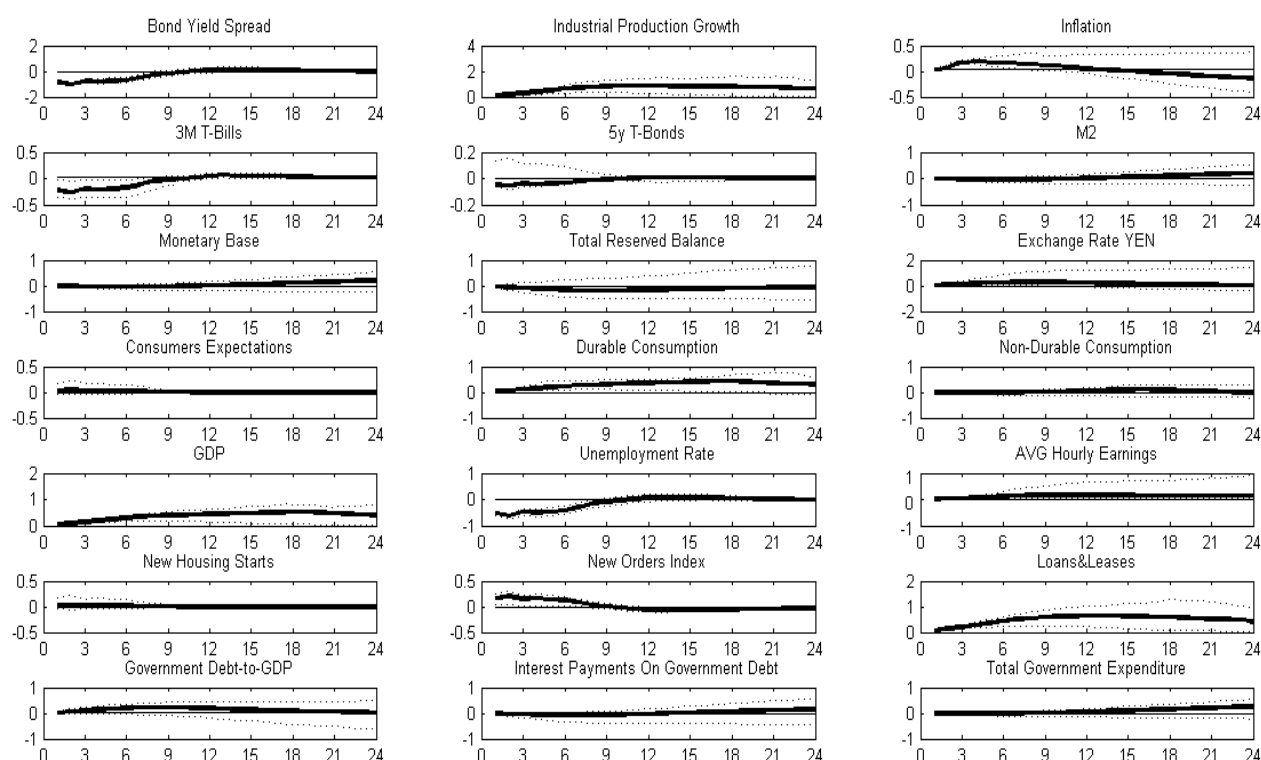 Bond Yield Spread
Industrial Production Growth
Inflation
2
0
-2
4
2
0
0.5
0
-0.5
0 3 6 9 12 15 18 21 24
0 3 6 9 12 15 18 21 24
0 3 6 9 12 15 18 21 24
3M T-Bills
5y T-Bonds
M2
0.5
0
-0.5
0.2
0
-0.2
1
0
-1
0 3 6 9 12 15 18 21 24
0 3 6 9 12 15 18 21 24
0 3 6 9 12 15 18 21 24
Monetary Base
Total Reserved Balance
Exchange Rate YEN
1
0
-1
1
0
-1
2
0
-2
0 3 6 9 12 15 18 21 24
0 3 6 9 12 15 18 21 24
0 3 6 9 12 15 18 21 24
Consumers Expectations
Durable Consumption
Non-Durable Consumption
0.5
0
-0.5
1
0
-1
1
0
-1
0 3 6 9 12 15 18 21 24
0 3 6 9 12 15 18 21 24
0 3 6 9 12 15 18 21 24
GDP
Unemployment Rate
AVG Hourly Earnings
2
1
0
1
0
-1
1
0
-1
0 3 6 9 12 15 18 21 24
0 3 6 9 12 15 18 21 24
0 3 6 9 12 15 18 21 24
New Housing Starts
New Orders Index
Loans&Leases
0.5
0
-0.5
0.5
0
-0.5
2
1
0
0 3 6 9 12 15 18 21 24
0 3 6 9 12 15 18 21 24
0 3 6 9 12 15 18 21 24
Government Debt-to-GDP
Interest Payments On Government Debt
Total Government Expenditure
1
0
-1
1
0
-1
1
0
-1
0 3 6 9 12 15 18 21 24
0 3 6 9 12 15 18 21 24
0 3 6 9 12 15 18 21 24